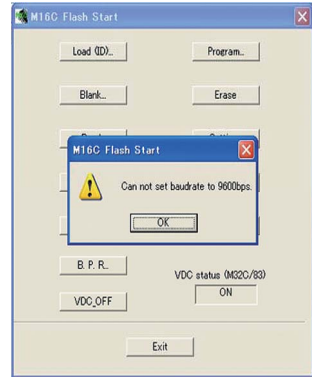 M16C Flash Start
Load (ID)...
Program...
Blank...
Erase
M16C Flash Start
Can not set baudrate to 9600bps.
OK
B. P. R...
VDC status (M32C/83)
VDC_OFF
ON
Exit